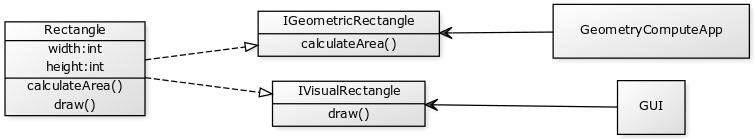 Rectangle
width:int
height:int
calculateArea()
draw()
IGeometricRectangle
calculateArea()
IVisualRectangle
draw()
GeometryComputeApp
GUI